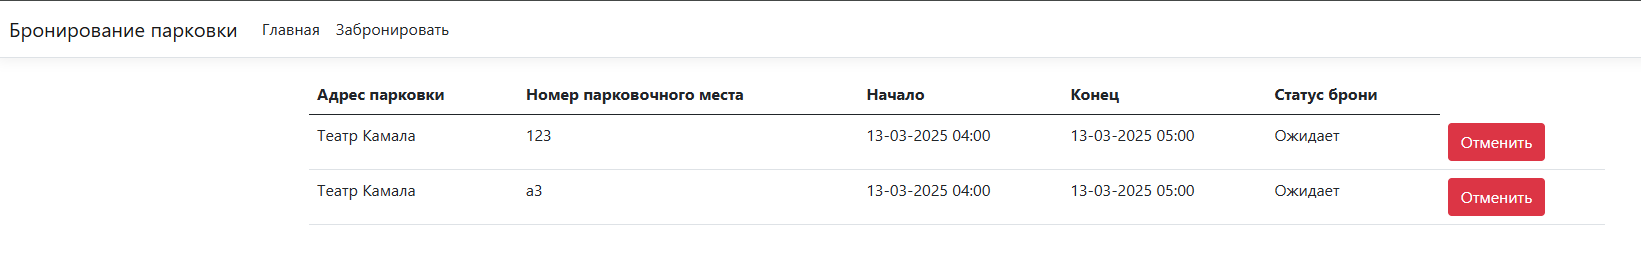 Бронирование парковки Главная Забронировать
Адрес парковки Номер парковочного места Начало Конец Статус брони
Театр Камала 123 13-03-2025 04:00 13-03-2025 05:00 Ожидает Отменить
Театр Камала а3 13-03-2025 04:00 13-03-2025 05:00 Ожидает Отменить